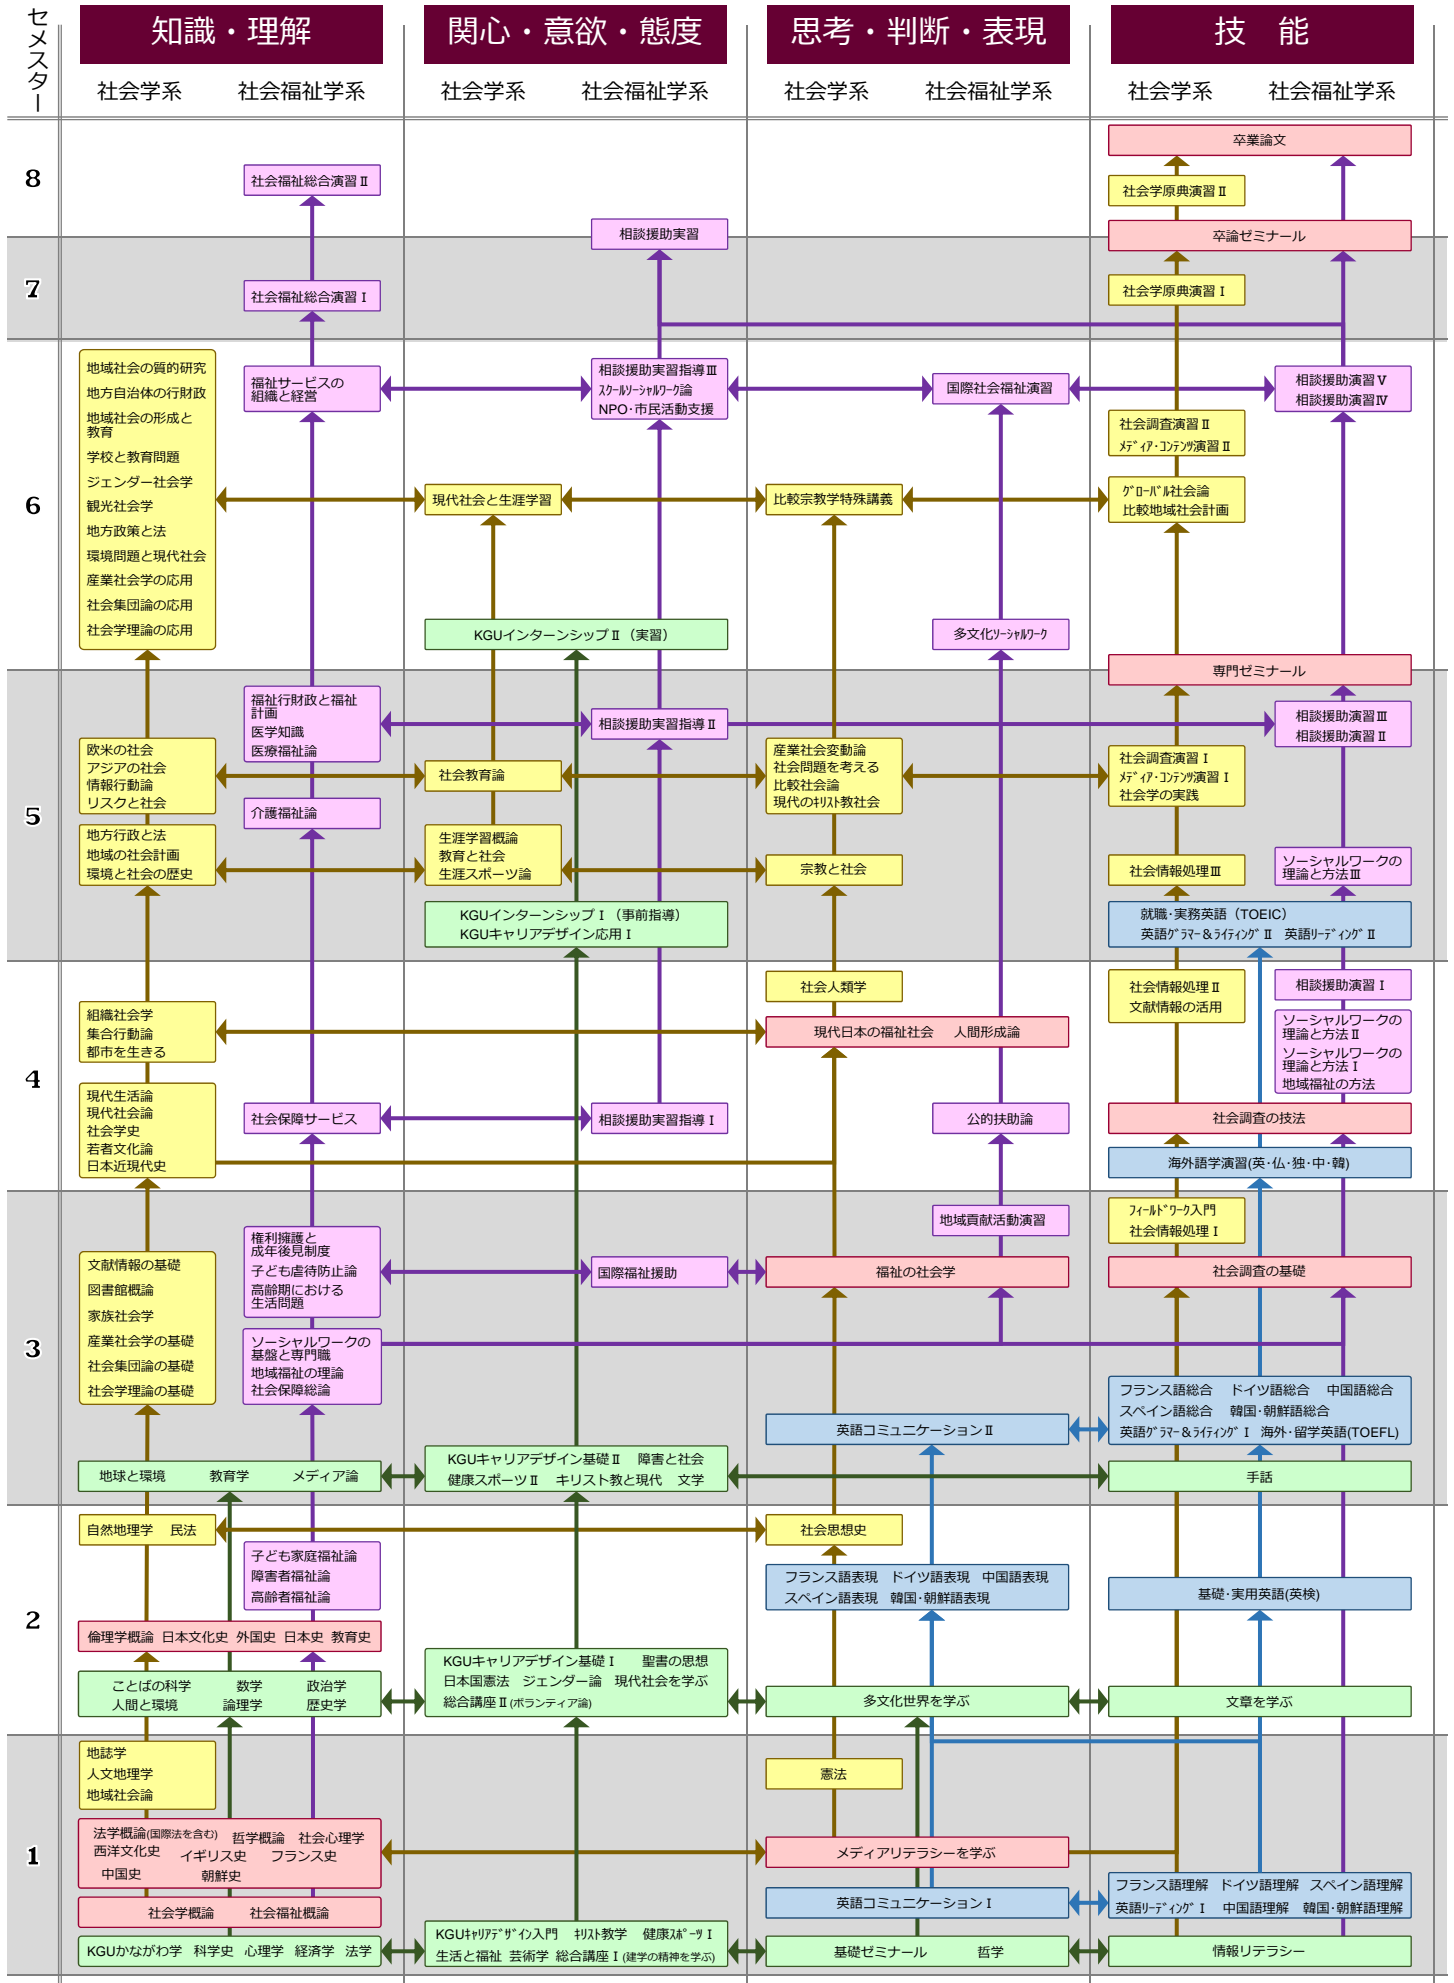 セメスター
知識・理解
関心・意欲・態度
思考・判断・表現
技　能
社会学系
社会福祉学系
社会学系
社会福祉学系
社会学系
社会福祉学系
社会学系
社会福祉学系
8
社会福祉総合演習Ⅱ
卒業論文
社会学原典演習Ⅱ
相談援助実習
卒論ゼミナール
7
社会福祉総合演習Ⅰ
社会学原典演習Ⅰ
6
地域社会の質的研究
地方自治体の行財政
地域社会の形成と
教育
学校と教育問題
ジェンダー社会学
観光社会学
地方政策と法
環境問題と現代社会
産業社会学の応用
社会集団論の応用
社会学理論の応用
福祉サービスの
組織と経営
相談援助実習指導Ⅲ
ｽｸｰﾙｿｰｼｬﾙﾜｰｸ論
NPO･市民活動支援
国際社会福祉演習
相談援助演習Ⅴ
相談援助演習Ⅳ
社会調査演習Ⅱ
ﾒﾃﾞｨｱ･ｺﾝﾃﾝﾂ演習Ⅱ
現代社会と生涯学習
比較宗教学特殊講義
ｸﾞﾛｰﾊﾞﾙ社会論
比較地域社会計画
KGUインターンシップⅡ（実習）
多文化ｿｰｼｬﾙﾜｰｸ
専門ゼミナール
5
福祉行財政と福祉
計画
医学知識
医療福祉論
相談援助実習指導Ⅱ
相談援助演習Ⅲ
相談援助演習Ⅱ
欧米の社会
アジアの社会
情報行動論
リスクと社会
社会教育論
産業社会変動論
社会問題を考える
比較社会論
現代のｷﾘｽﾄ教社会
社会調査演習Ⅰ
ﾒﾃﾞｨｱ･ｺﾝﾃﾝﾂ演習Ⅰ
社会学の実践
介護福祉論
地方行政と法
地域の社会計画
環境と社会の歴史
生涯学習概論
教育と社会
生涯スポーツ論
宗教と社会
社会情報処理Ⅲ
ソーシャルワークの
理論と方法Ⅲ
KGUインターンシップⅠ（事前指導）
KGUキャリアデザイン応用Ⅰ
就職･実務英語（TOEIC）
英語ｸﾞﾗﾏｰ＆ﾗｲﾃｨﾝｸﾞⅡ　英語ﾘｰﾃﾞｨﾝｸﾞⅡ
4
社会人類学
社会情報処理Ⅱ
文献情報の活用
相談援助演習Ⅰ
組織社会学
集合行動論
都市を生きる
現代日本の福祉社会　人間形成論
ソーシャルワークの
理論と方法Ⅱ
ソーシャルワークの
理論と方法Ⅰ
地域福祉の方法
現代生活論
現代社会論
社会学史
若者文化論
日本近現代史
社会保障サービス
相談援助実習指導Ⅰ
公的扶助論
社会調査の技法
海外語学演習(英･仏･独･中･韓)
3
地域貢献活動演習
ﾌｨｰﾙﾄﾞﾜｰｸ入門
社会情報処理Ⅰ
文献情報の基礎
図書館概論
家族社会学
産業社会学の基礎
社会集団論の基礎
社会学理論の基礎
権利擁護と
成年後見制度
子ども虐待防止論
高齢期における
生活問題
国際福祉援助
福祉の社会学
社会調査の基礎
ソーシャルワークの
基盤と専門職
地域福祉の理論
社会保障総論
英語コミュニケーションⅡ
フランス語総合　ドイツ語総合　中国語総合
スペイン語総合　韓国･朝鮮語総合
英語ｸﾞﾗﾏｰ＆ﾗｲﾃｨﾝｸﾞⅠ　海外･留学英語(TOEFL)
地球と環境　教育学　メディア論
KGUキャリアデザイン基礎Ⅱ　障害と社会
健康スポーツⅡ　キリスト教と現代　文学
手話
2
自然地理学　民法
社会思想史
子ども家庭福祉論
障害者福祉論
高齢者福祉論
フランス語表現　ドイツ語表現　中国語表現
スペイン語表現　韓国･朝鮮語表現
基礎･実用英語(英検)
倫理学概論　日本文化史　外国史　日本史　教育史
ことばの科学　数学　政治学
人間と環境　論理学　歴史学
KGUキャリアデザイン基礎Ⅰ　聖書の思想
日本国憲法　ジェンダー論　現代社会を学ぶ
総合講座Ⅱ(ボランティア論)
多文化世界を学ぶ
文章を学ぶ
1
地誌学
人文地理学
地域社会論
憲法
法学概論(国際法を含む)　哲学概論　社会心理学
西洋文化史　イギリス史　フランス史
中国史　朝鮮史
メディアリテラシーを学ぶ
社会学概論　社会福祉概論
英語コミュニケーションⅠ
フランス語理解　ドイツ語理解　スペイン語理解
英語ﾘｰﾃﾞｨﾝｸﾞⅠ　中国語理解　韓国･朝鮮語理解
KGUかながわ学　科学史　心理学　経済学　法学
KGUｷｬﾘｱﾃﾞｻﾞｲﾝ入門　ｷﾘｽﾄ教学　健康ｽﾎﾟｰﾂⅠ
生活と福祉　芸術学　総合講座Ⅰ(建学の精神を学ぶ)
基礎ゼミナール　哲学
情報リテラシー